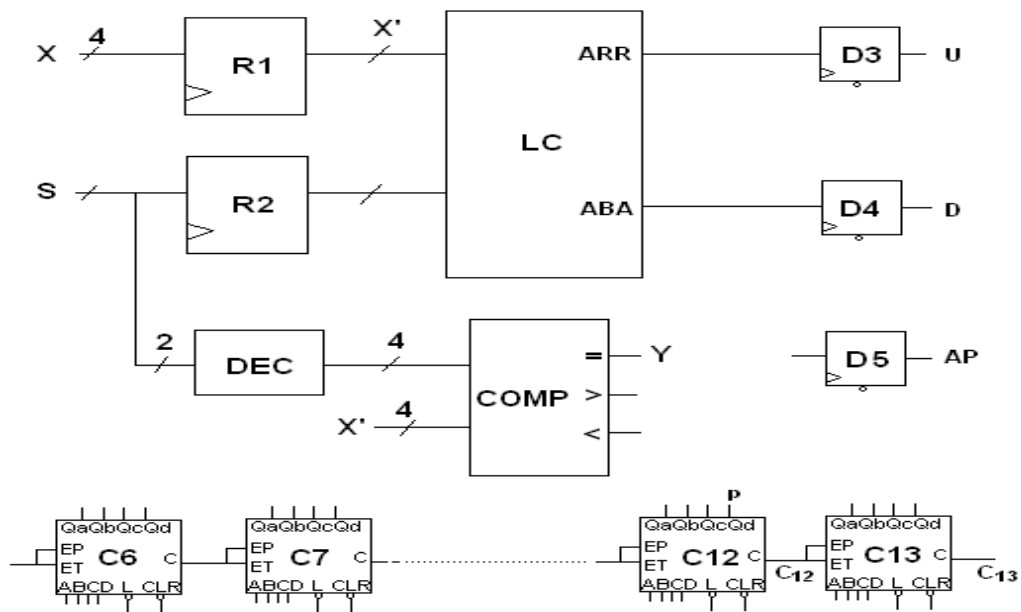 X 4 R1 X' LC ARR D3 U
S R2 ABA D4 D
2 DEC 4 COMP = Y D5 AP
>
X' 4 <
p
QaQbQcQd QaQbQcQd QaQbQcQd QaQbQcQd
EP C6 C EP C7 C EP C12 C EP C13 C
ET ET ET C12 ET C13
ABCD L CLR ABCD L CLR ABCD L CLR ABCD L CLR